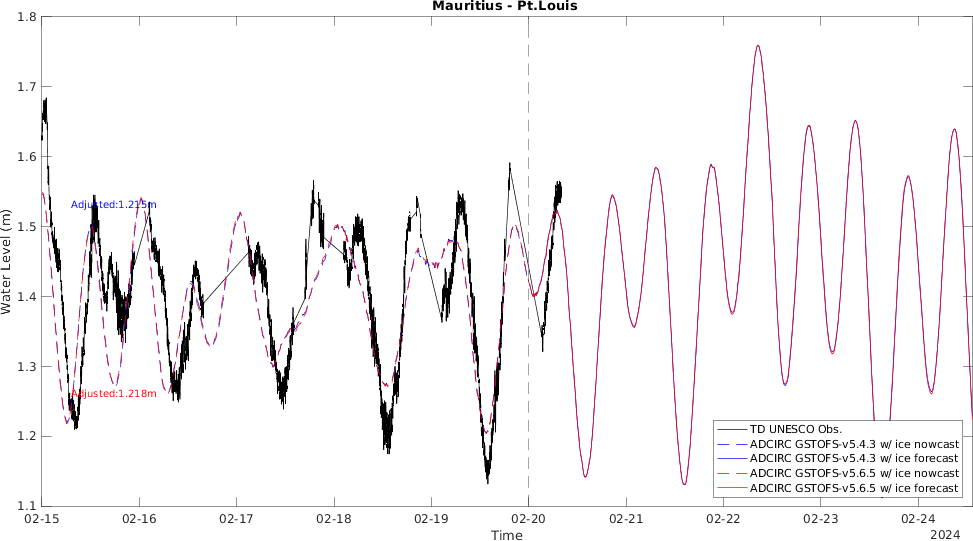 Mauritius - Pt.Louis
1.8
1.7
1.6
1.5
1.4
1.3
1.2
1.1
Water Level (m)
Adjusted:1.215m
Adjusted:1.218m
TD UNESCO Obs.
ADCIRC GSTOFS-v5.4.3 w/ ice nowcast
ADCIRC GSTOFS-v5.4.3 w/ ice forecast
ADCIRC GSTOFS-v5.6.5 w/ ice nowcast
ADCIRC GSTOFS-v5.6.5 w/ ice forecast
02-15 02-16 02-17 02-18 02-19 02-20 02-21 02-22 02-23 02-24
Time
2024